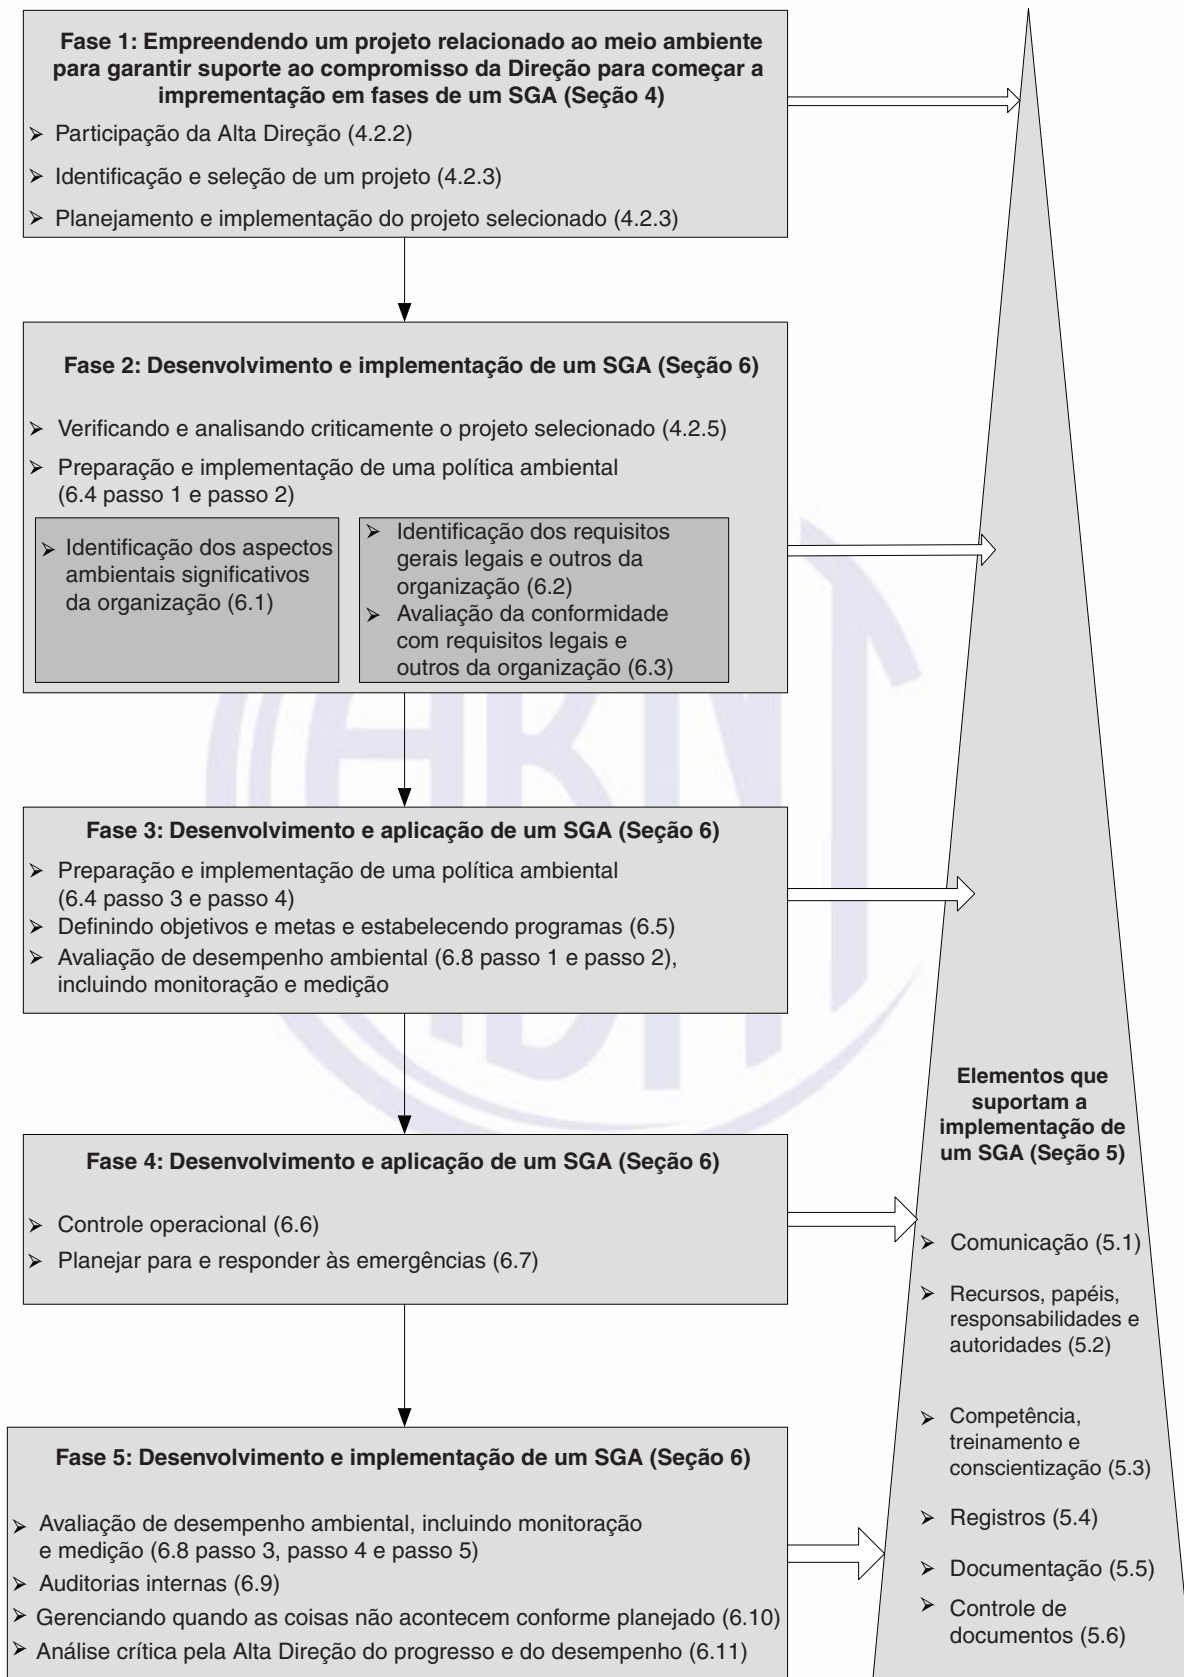 Fase 1: Empreendendo um projeto relacionado ao meio ambiente
para garantir suporte ao compromisso da Direção para começar a
imprementação em fases de um SGA (Seção 4)
➢ Participação da Alta Direção (4.2.2)
➢ Identificação e seleção de um projeto (4.2.3)
➢ Planejamento e implementação do projeto selecionado (4.2.3)
Fase 2: Desenvolvimento e implementação de um SGA (Seção 6)
➢ Verificando e analisando criticamente o projeto selecionado (4.2.5)
➢ Preparação e implementação de uma política ambiental
(6.4 passo 1 e passo 2)
➢ Identificação dos aspectos
ambientais significativos
da organização (6.1)
➢ Identificação dos requisitos
gerais legais e outros da
organização (6.2)
➢ Avaliação da conformidade
com requisitos legais e
outros da organização (6.3)
Fase 3: Desenvolvimento e aplicação de um SGA (Seção 6)
➢ Preparação e implementação de uma política ambiental
(6.4 passo 3 e passo 4)
➢ Definindo objetivos e metas e estabelecendo programas (6.5)
➢ Avaliação de desempenho ambiental (6.8 passo 1 e passo 2),
incluindo monitoração e medição
Fase 4: Desenvolvimento e aplicação de um SGA (Seção 6)
➢ Controle operacional (6.6)
➢ Planejar para e responder às emergências (6.7)
Fase 5: Desenvolvimento e implementação de um SGA (Seção 6)
➢ Avaliação de desempenho ambiental, incluindo monitoração
e medição (6.8 passo 3, passo 4 e passo 5)
➢ Auditorias internas (6.9)
➢ Gerenciando quando as coisas não acontecem conforme planejado (6.10)
➢ Análise crítica pela Alta Direção do progresso e do desempenho (6.11)
Elementos que
suportam a
implementação de
um SGA (Seção 5)
➢ Comunicação (5.1)
➢ Recursos, papéis,
responsabilidades e
autoridades (5.2)
➢ Competência,
treinamento e
conscientização (5.3)
➢ Registros (5.4)
➢ Documentação (5.5)
➢ Controle de
documentos (5.6)
ABNT